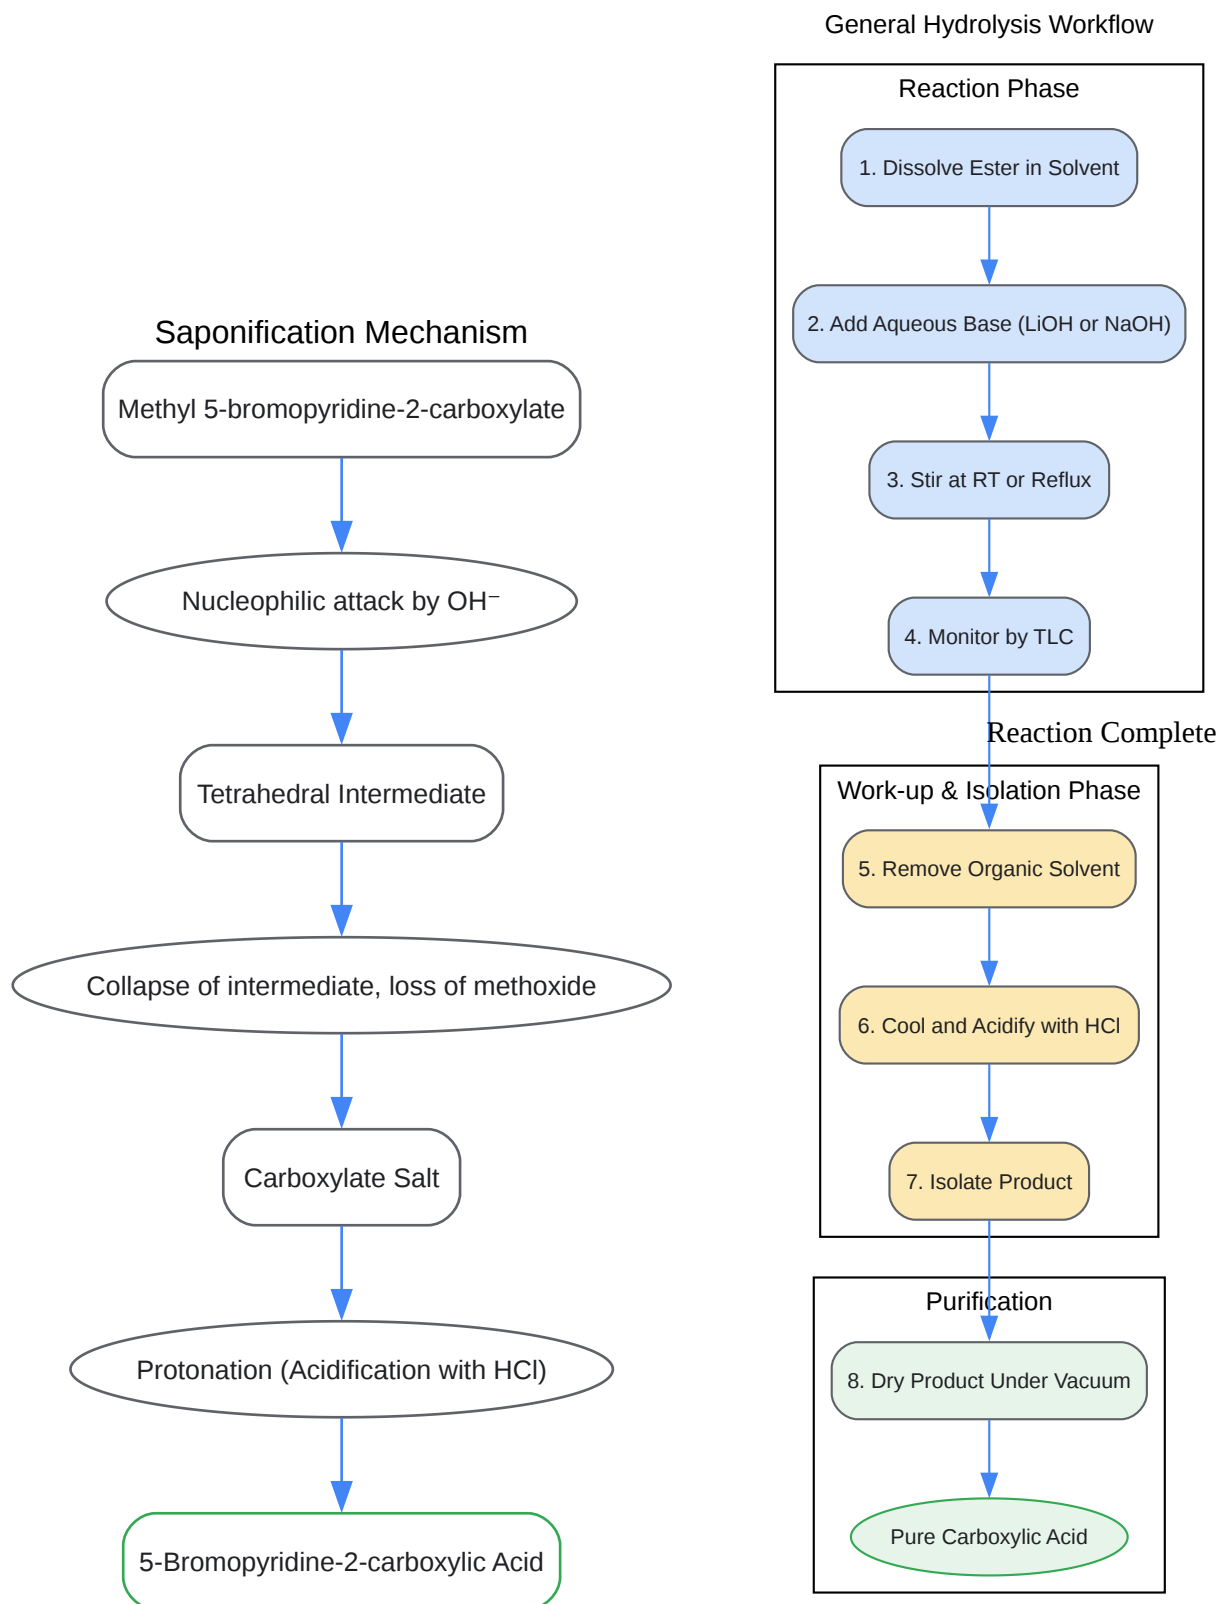 Saponification Mechanism
Methyl 5-bromopyridine-2-carboxylate
Nucleophilic attack by OH⁻
Tetrahedral Intermediate
Collapse of intermediate, loss of methoxide
Carboxylate Salt
Protonation (Acidification with HCl)
5-Bromopyridine-2-carboxylic Acid
General Hydrolysis Workflow
Reaction Phase
1. Dissolve Ester in Solvent
2. Add Aqueous Base (LiOH or NaOH)
3. Stir at RT or Reflux
4. Monitor by TLC
Reaction Complete
Work-up & Isolation Phase
5. Remove Organic Solvent
6. Cool and Acidify with HCl
7. Isolate Product
Purification
8. Dry Product Under Vacuum
Pure Carboxylic Acid